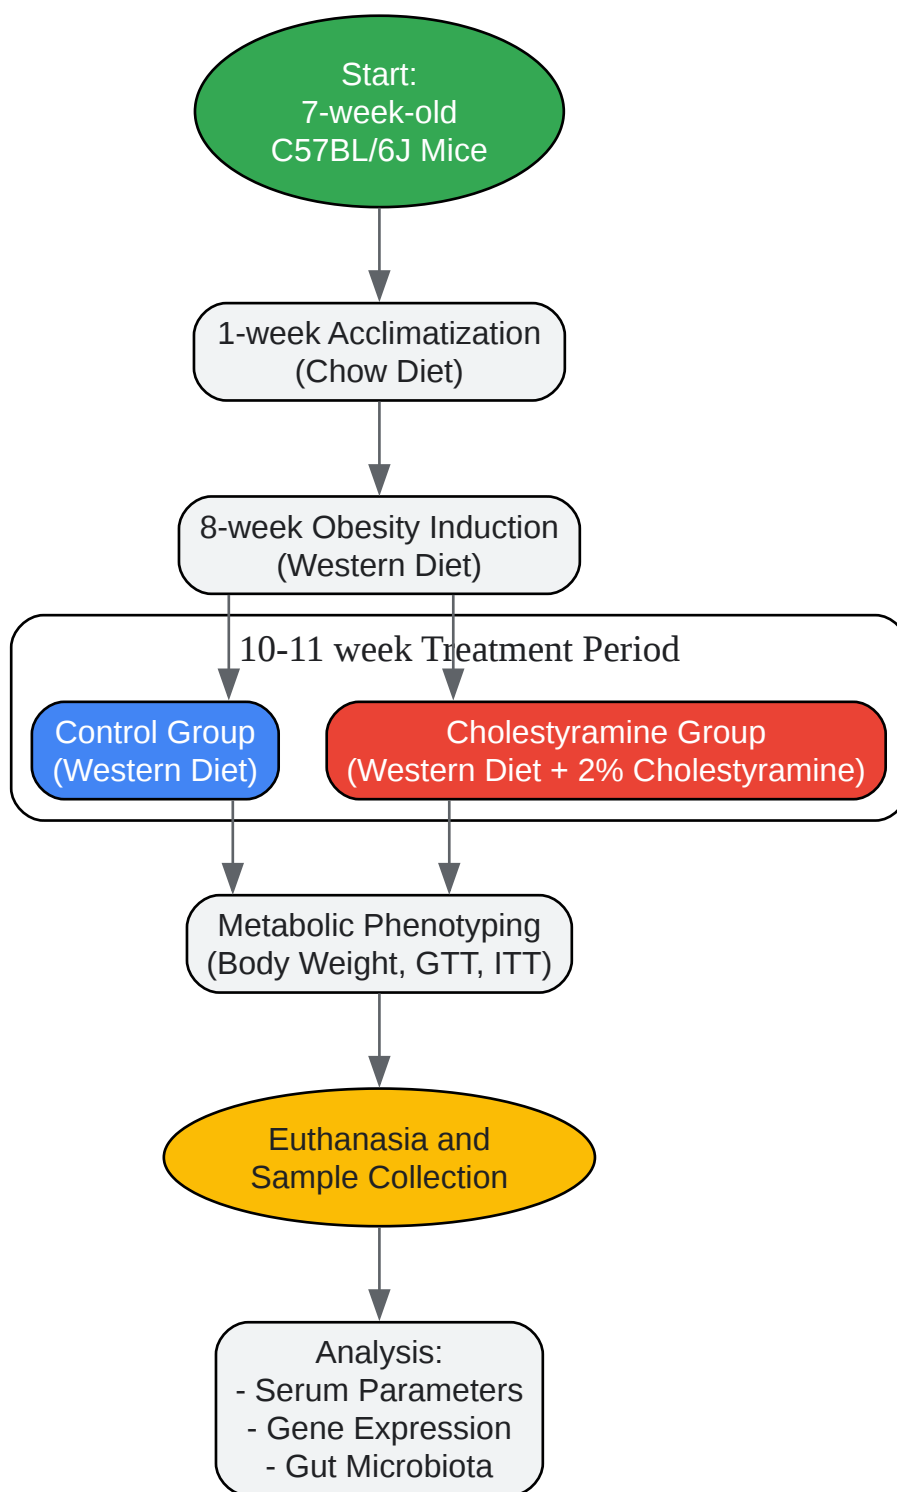 Start:
7-week-old
C57BL/6J Mice
1-week Acclimatization
(Chow Diet)
8-week Obesity Induction
(Western Diet)
10-11 week Treatment Period
Control Group
(Western Diet)
Cholestyramine Group
(Western Diet + 2% Cholestyramine)
Metabolic Phenotyping
(Body Weight, GTT, ITT)
Euthanasia and
Sample Collection
Analysis:
- Serum Parameters
- Gene Expression
- Gut Microbiota